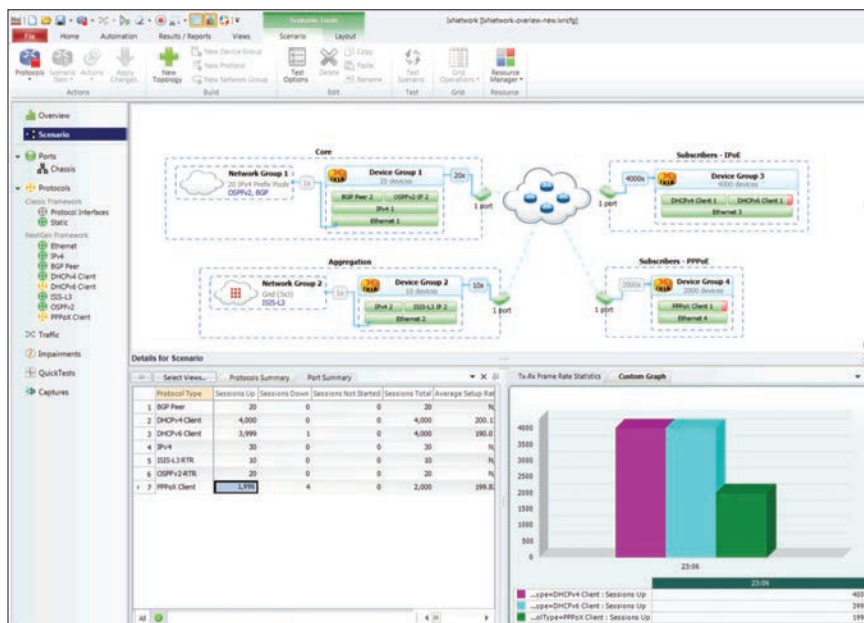 IxNetwork [IxNetwork-overiew-new.ixncfg]
Scenario Tools
File Home Automation Results / Reports Views Scenario Layout
Protocols Scenario Actions Apply Changes
New Topology
New Device Group
New Protocol
New Network Group
Test Options
Delete
Copy
Paste
Rename
Test Scenario
Grid Operations
Resource Manager
Actions Build Edit Test Grid Resource
Overview
Scenario
Ports
Chassis
Protocols
Classic Framework
Protocol Interfaces
Static
NextGen Framework
Ethernet
IPv4
BGP Peer
DHCPv4 Client
DHCPv6 Client
ISIS-L3
OSPFv2
PPPoX Client
Traffic
Impairments
QuickTests
Captures
Core
Network Group 1
20 IPv4 Prefix Pools
OSPFv2, BGP
1x
Device Group 1
20 devices
BGP Peer 2 OSPFv2-IF 2
IPv4 1
Ethernet 1
20x
1 port
Subscribers - IPoE
1 port
4000x
Device Group 3
4000 devices
DHCPv4 Client 1 DHCPv6 Client 1
Ethernet 3
Aggregation
Network Group 2
Grid (3x3)
ISIS-L3
1x
Device Group 2
10 devices
IPv4 2 ISIS-L3 IF 2
Ethernet 2
10x
1 port
Subscribers - PPPoE
1 port
2000x
Device Group 4
2000 devices
PPPoX Client 1
Ethernet 4
Details for Scenario
Select Views... Protocols Summary Port Summary
Protocol Type Sessions Up Sessions Down Sessions Not Started Sessions Total Average Setup Rat
1 BGP Peer 20 0 0 20 N
2 DHCPv4 Client 4,000 0 0 4,000 200.1
3 DHCPv6 Client 3,999 1 0 4,000 190.0
4 IPv4 30 0 0 30 N
5 ISIS-L3 RTR 10 0 0 10 N
6 OSPFv2-RTR 20 0 0 20 N
7 PPPoX Client 1,996 4 0 2,000 199.8
All
Tx-Rx Frame Rate Statistics Custom Graph
4000
3500
3000
2500
2000
1500
1000
500
0
23:06
23:06
...ype=DHCPv4 Client : Sessions Up 400
...ype=DHCPv6 Client : Sessions Up 399
...olType=PPPoX Client : Sessions Up 199